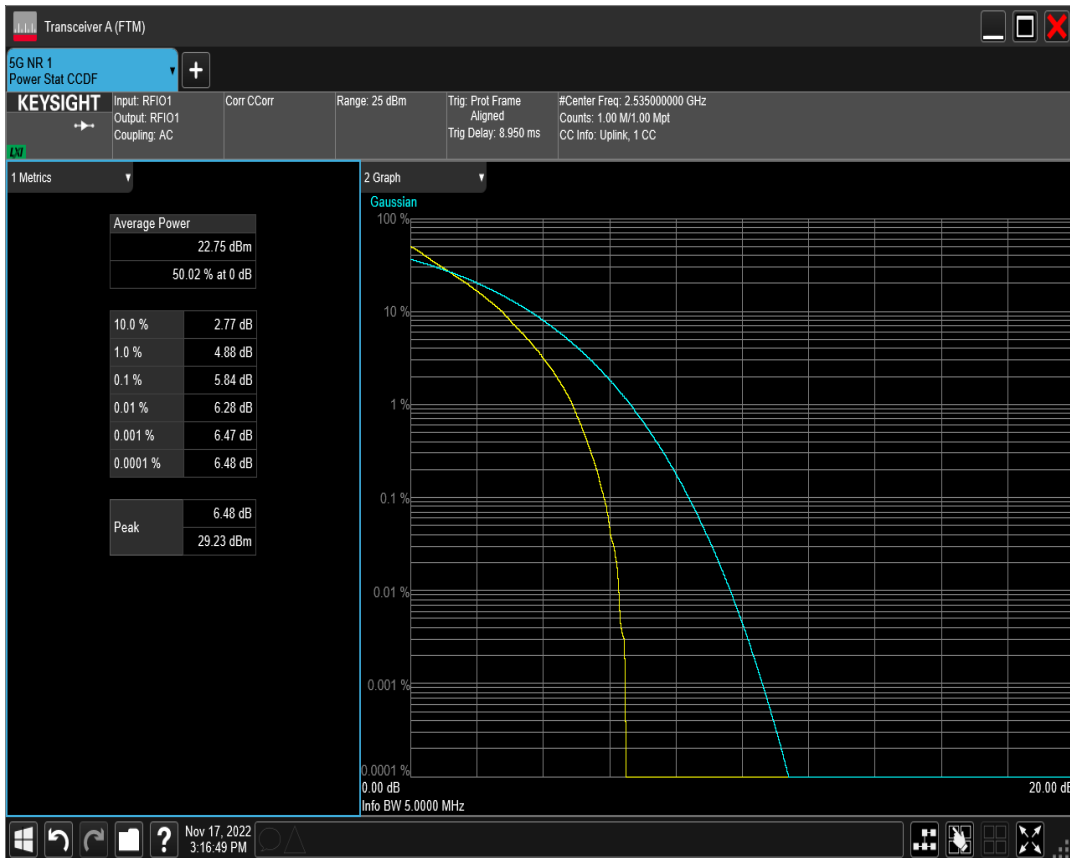 Transceiver A (FTM)
5G NR 1
Power Stat CCDF
+
KEYSIGHT
LXI
Input: RFIO1
Output: RFIO1
Coupling: AC
Corr CCorr
Range: 25 dBm
Trig: Prot Frame
Aligned
Trig Delay: 8.950 ms
#Center Freq: 2.535000000 GHz
Counts: 1.00 M/1.00 Mpt
CC Info: Uplink, 1 CC
1 Metrics
Average Power
22.75 dBm
50.02 % at 0 dB
10.0 % 2.77 dB
1.0 % 4.88 dB
0.1 % 5.84 dB
0.01 % 6.28 dB
0.001 % 6.47 dB
0.0001 % 6.48 dB
Peak 6.48 dB
29.23 dBm
2 Graph
Gaussian
100 %
10 %
1 %
0.1 %
0.01 %
0.001 %
0.0001 %
0.00 dB 20.00 dB
Info BW 5.0000 MHz
?
Nov 17, 2022
3:16:49 PM